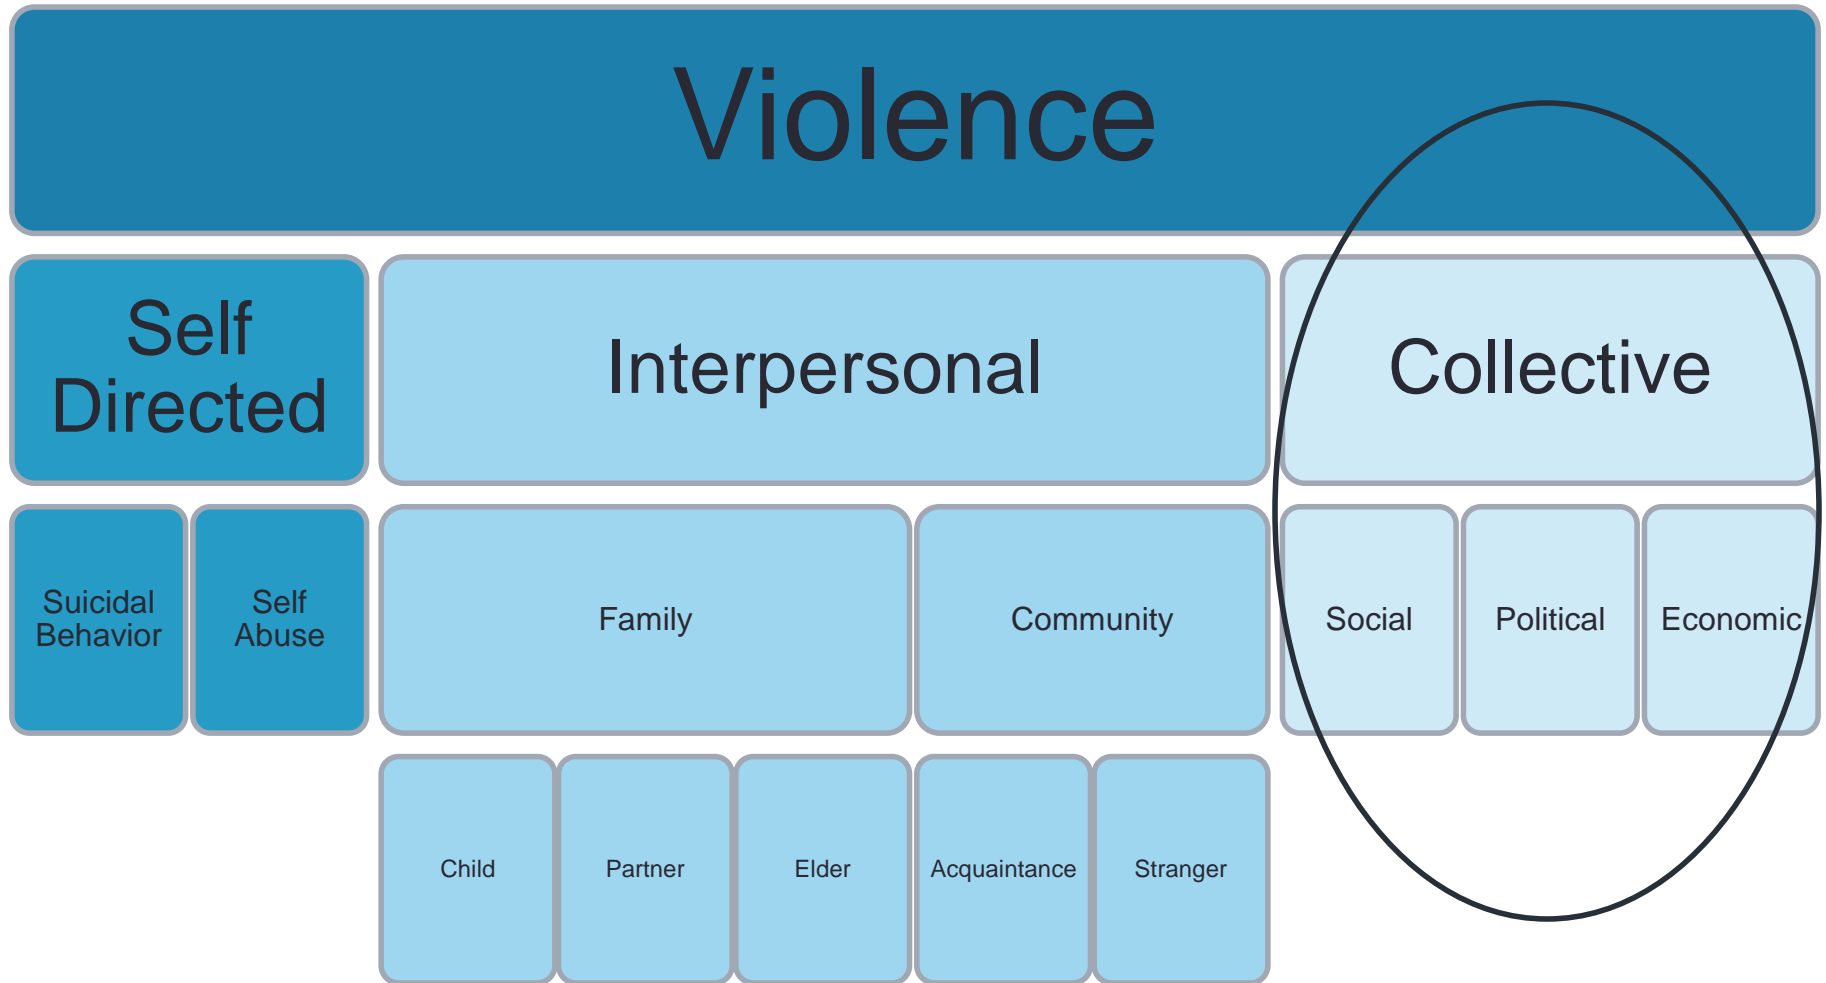 Violence
Self
Directed
Interpersonal
Collective
Suicidal
Behavior
Self
Abuse
Family
Community
Social
Political
Economic
Child
Partner
Elder
Acquaintance
Stranger